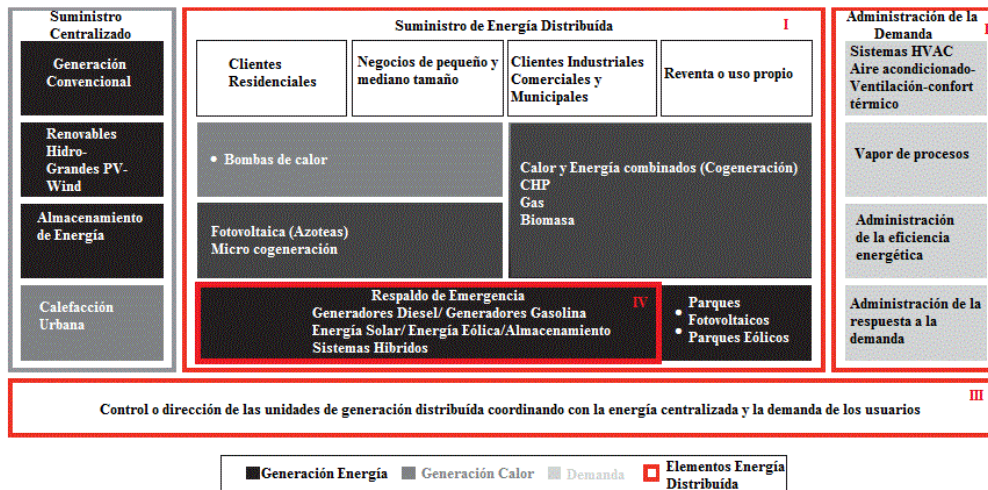 Suministro
Centralizado
Generación
Convencional
Renovables
Hidro-
Grandes PV-
Wind
Almacenamiento
de Energía
Calefacción
Urbana
Suministro de Energía Distribuída
I
Clientes
Residenciales
Negocios de pequeño y
mediano tamaño
Clientes Industriales
Comerciales y
Municipales
Reventa o uso propio
• Bombas de calor
Calor y Energía combinados (Cogeneración)
CHP
Gas
Biomasa
Fotovoltaica (Azoteas)
Micro cogeneración
Respaldo de Emergencia
IV
Generadores Diesel/ Generadores Gasolina
Energía Solar/ Energía Eólica/Almacenamiento
Sistemas Híbridos
Parques
• Fotovoltaicos
• Parques Eólicos
Administración de la
Demanda
Sistemas HVAC
Aire acondicionado-
Ventilación-confort
térmico
Vapor de procesos
Administración
de la eficiencia
energética
Administración de la
respuesta a la
demanda
III
Control o dirección de las unidades de generación distribuída coordinando con la energía centralizada y la demanda de los usuarios
Generación Energía
Generación Calor
Demanda
Elementos Energía
Distribuída